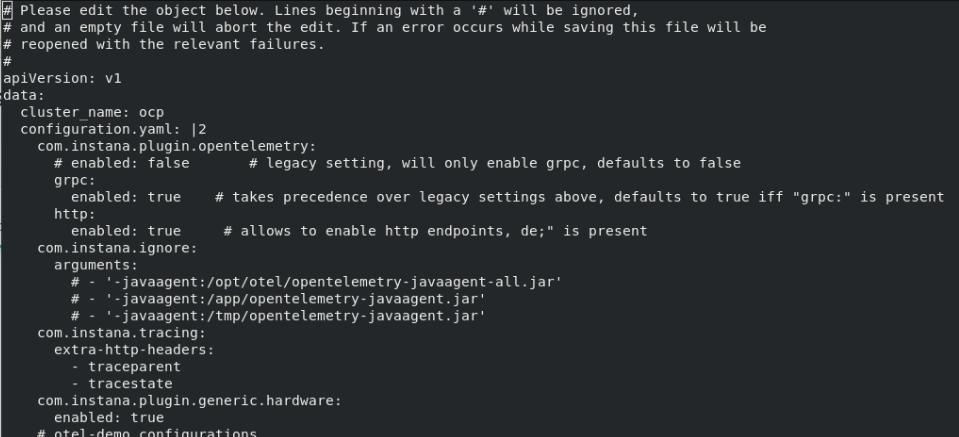 # Please edit the object below. Lines beginning with a '#' will be ignored,
# and an empty file will abort the edit. If an error occurs while saving this file will be
# reopened with the relevant failures.
#
apiVersion: v1
data:
  cluster_name: ocp
  configuration.yaml: |2
    com.instana.plugin.opentelemetry:
      # enabled: false       # legacy setting, will only enable grpc, defaults to false
      grpc:
        enabled: true    # takes precedence over legacy settings above, defaults to true iff "grpc:" is present
      http:
        enabled: true     # allows to enable http endpoints, de;" is present
    com.instana.ignore:
      arguments:
        # - '-javaagent:/opt/otel/opentelemetry-javaagent-all.jar'
        # - '-javaagent:/app/opentelemetry-javaagent.jar'
        # - '-javaagent:/tmp/opentelemetry-javaagent.jar'
    com.instana.tracing:
      extra-http-headers:
        - traceparent
        - tracestate
    com.instana.plugin.generic.hardware:
      enabled: true
    # otel-demo configurations